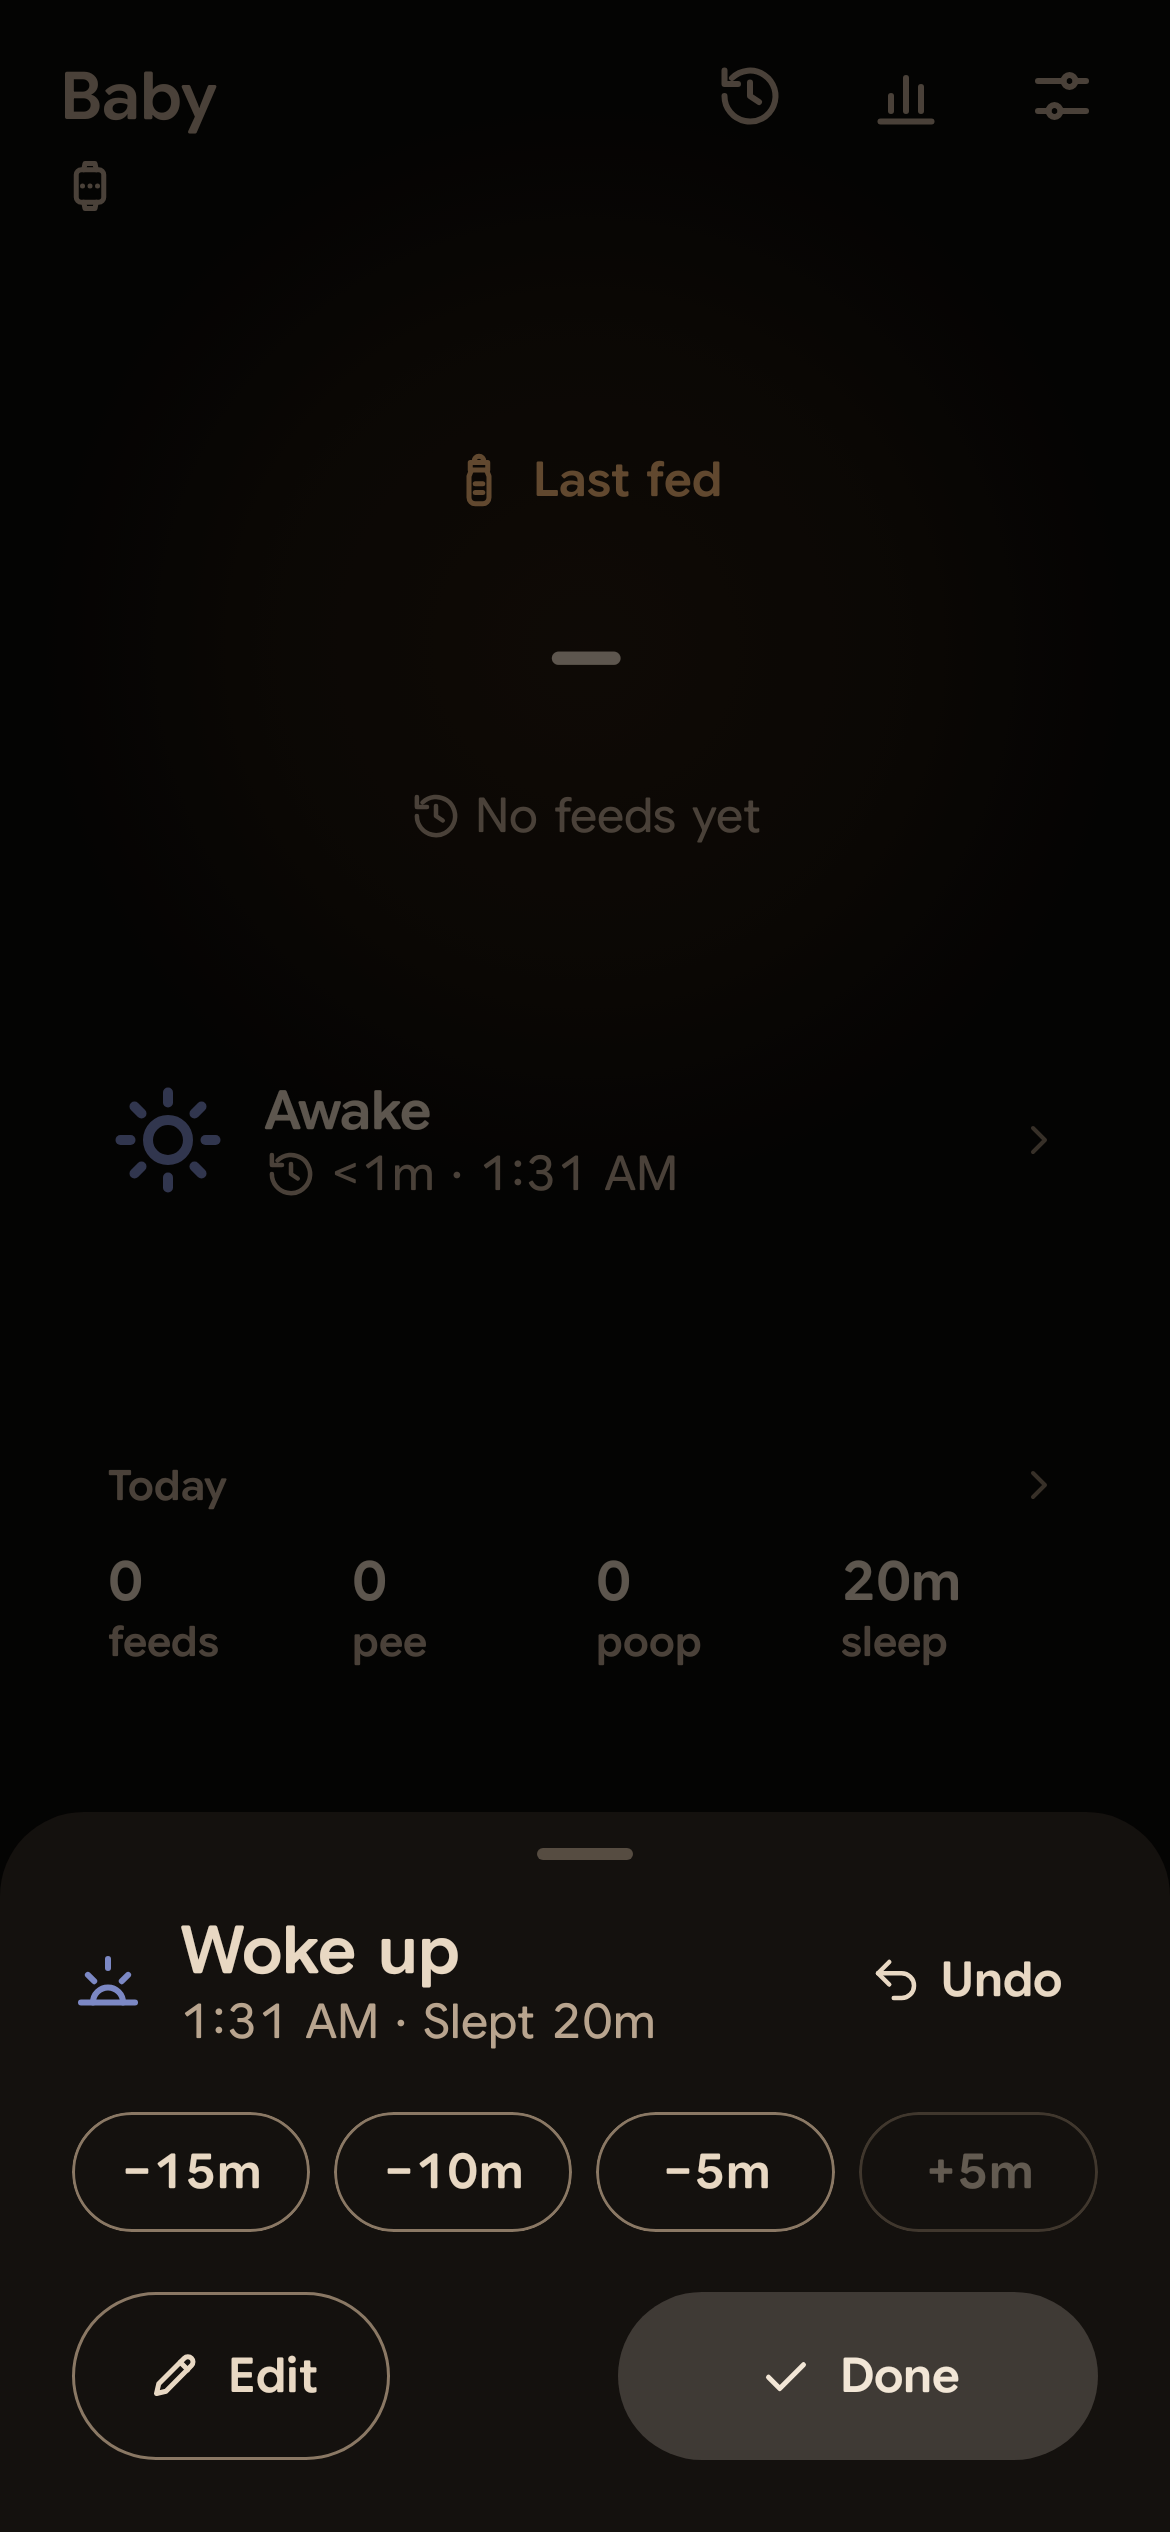 Baby
Last fed
–
No feeds yet
Awake
<1m · 1:31 AM
Today
0
feeds
0
pee
0
poop
20m
sleep
Woke up
1:31 AM · Slept 20m
Undo
−15m
−10m
−5m
+5m
Edit
Done